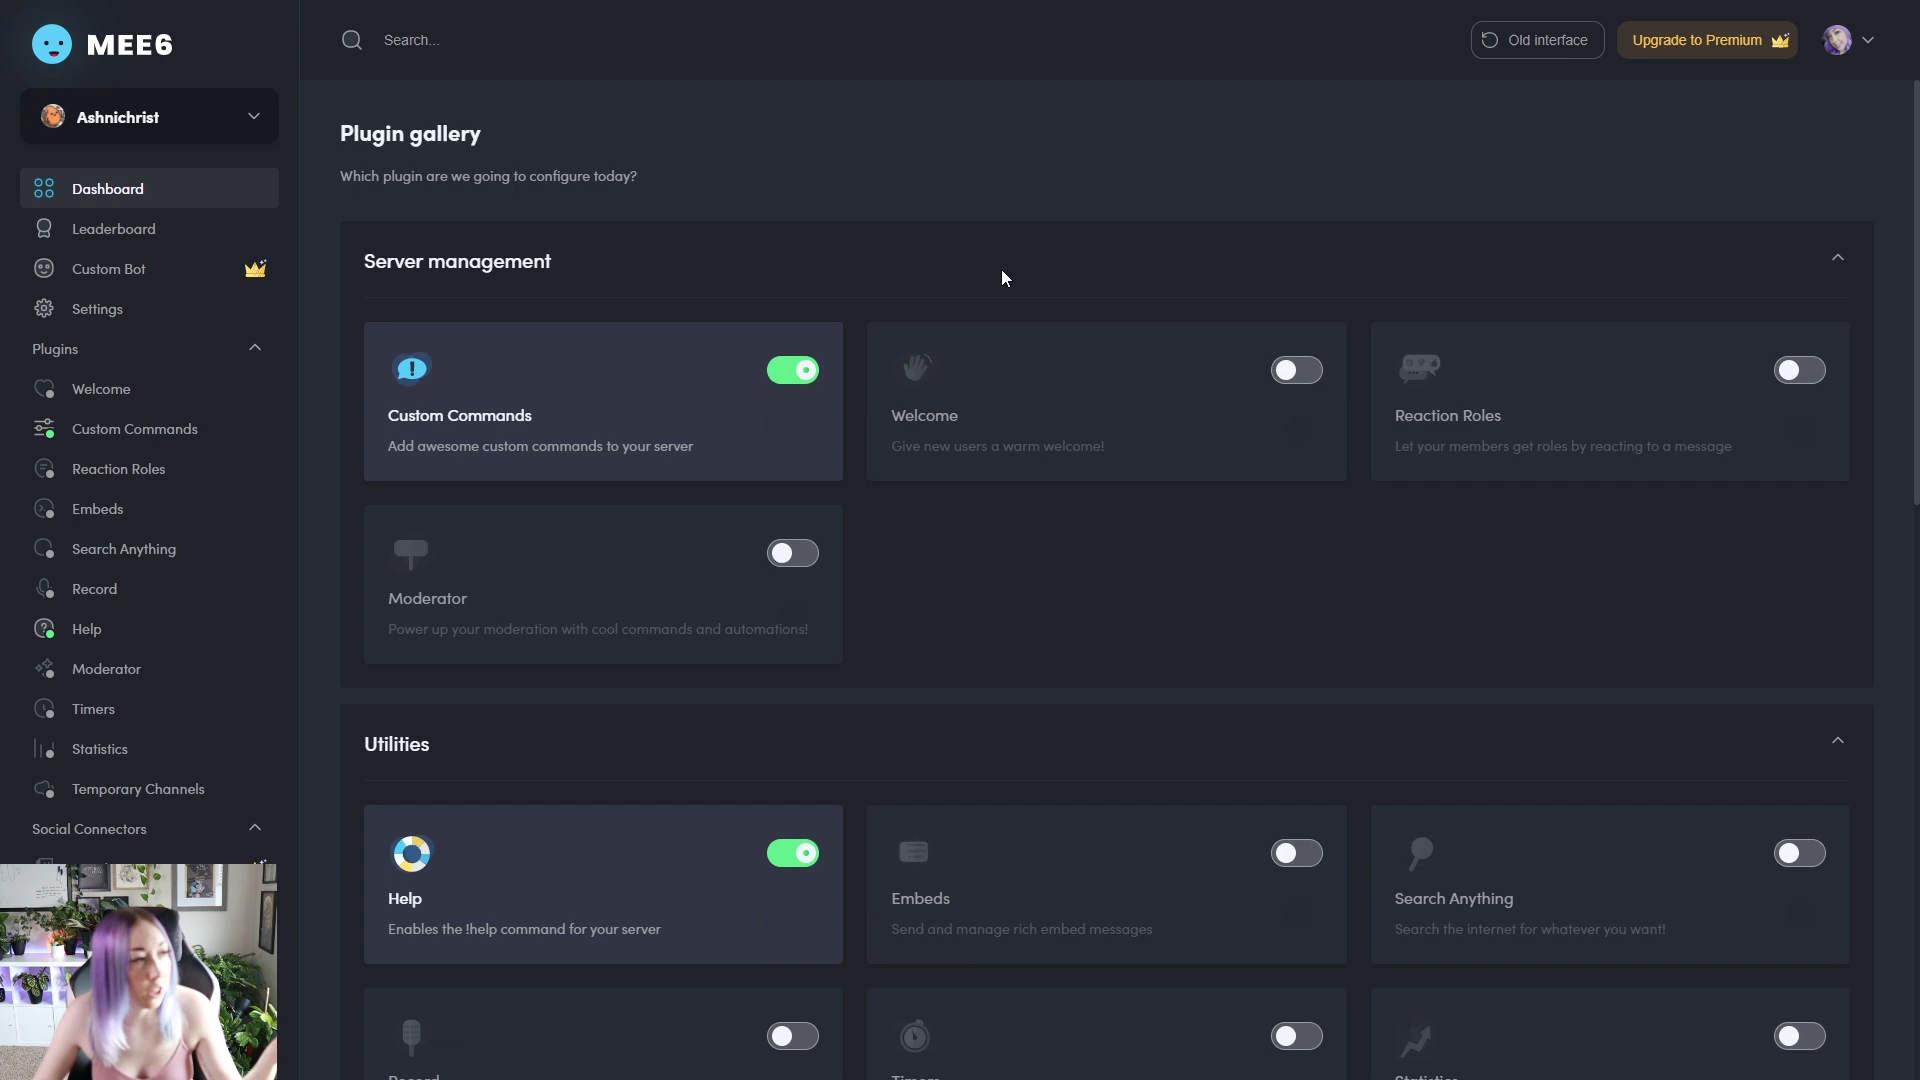 MEE6
Search...
Old interface
Upgrade to Premium
Ashnichrist
Dashboard
Leaderboard
Custom Bot
Settings
Plugins
Welcome
Custom Commands
Reaction Roles
Embeds
Search Anything
Record
Help
Moderator
Timers
Statistics
Temporary Channels
Social Connectors
Plugin gallery
Which plugin are we going to configure today?
Server management
Custom Commands
Add awesome custom commands to your server
Welcome
Give new users a warm welcome!
Reaction Roles
Let your members get roles by reacting to a message
Moderator
Power up your moderation with cool commands and automations!
Utilities
Help
Enables the !help command for your server
Embeds
Send and manage rich embed messages
Search Anything
Search the internet for whatever you want!
Record
Timers
Statistics